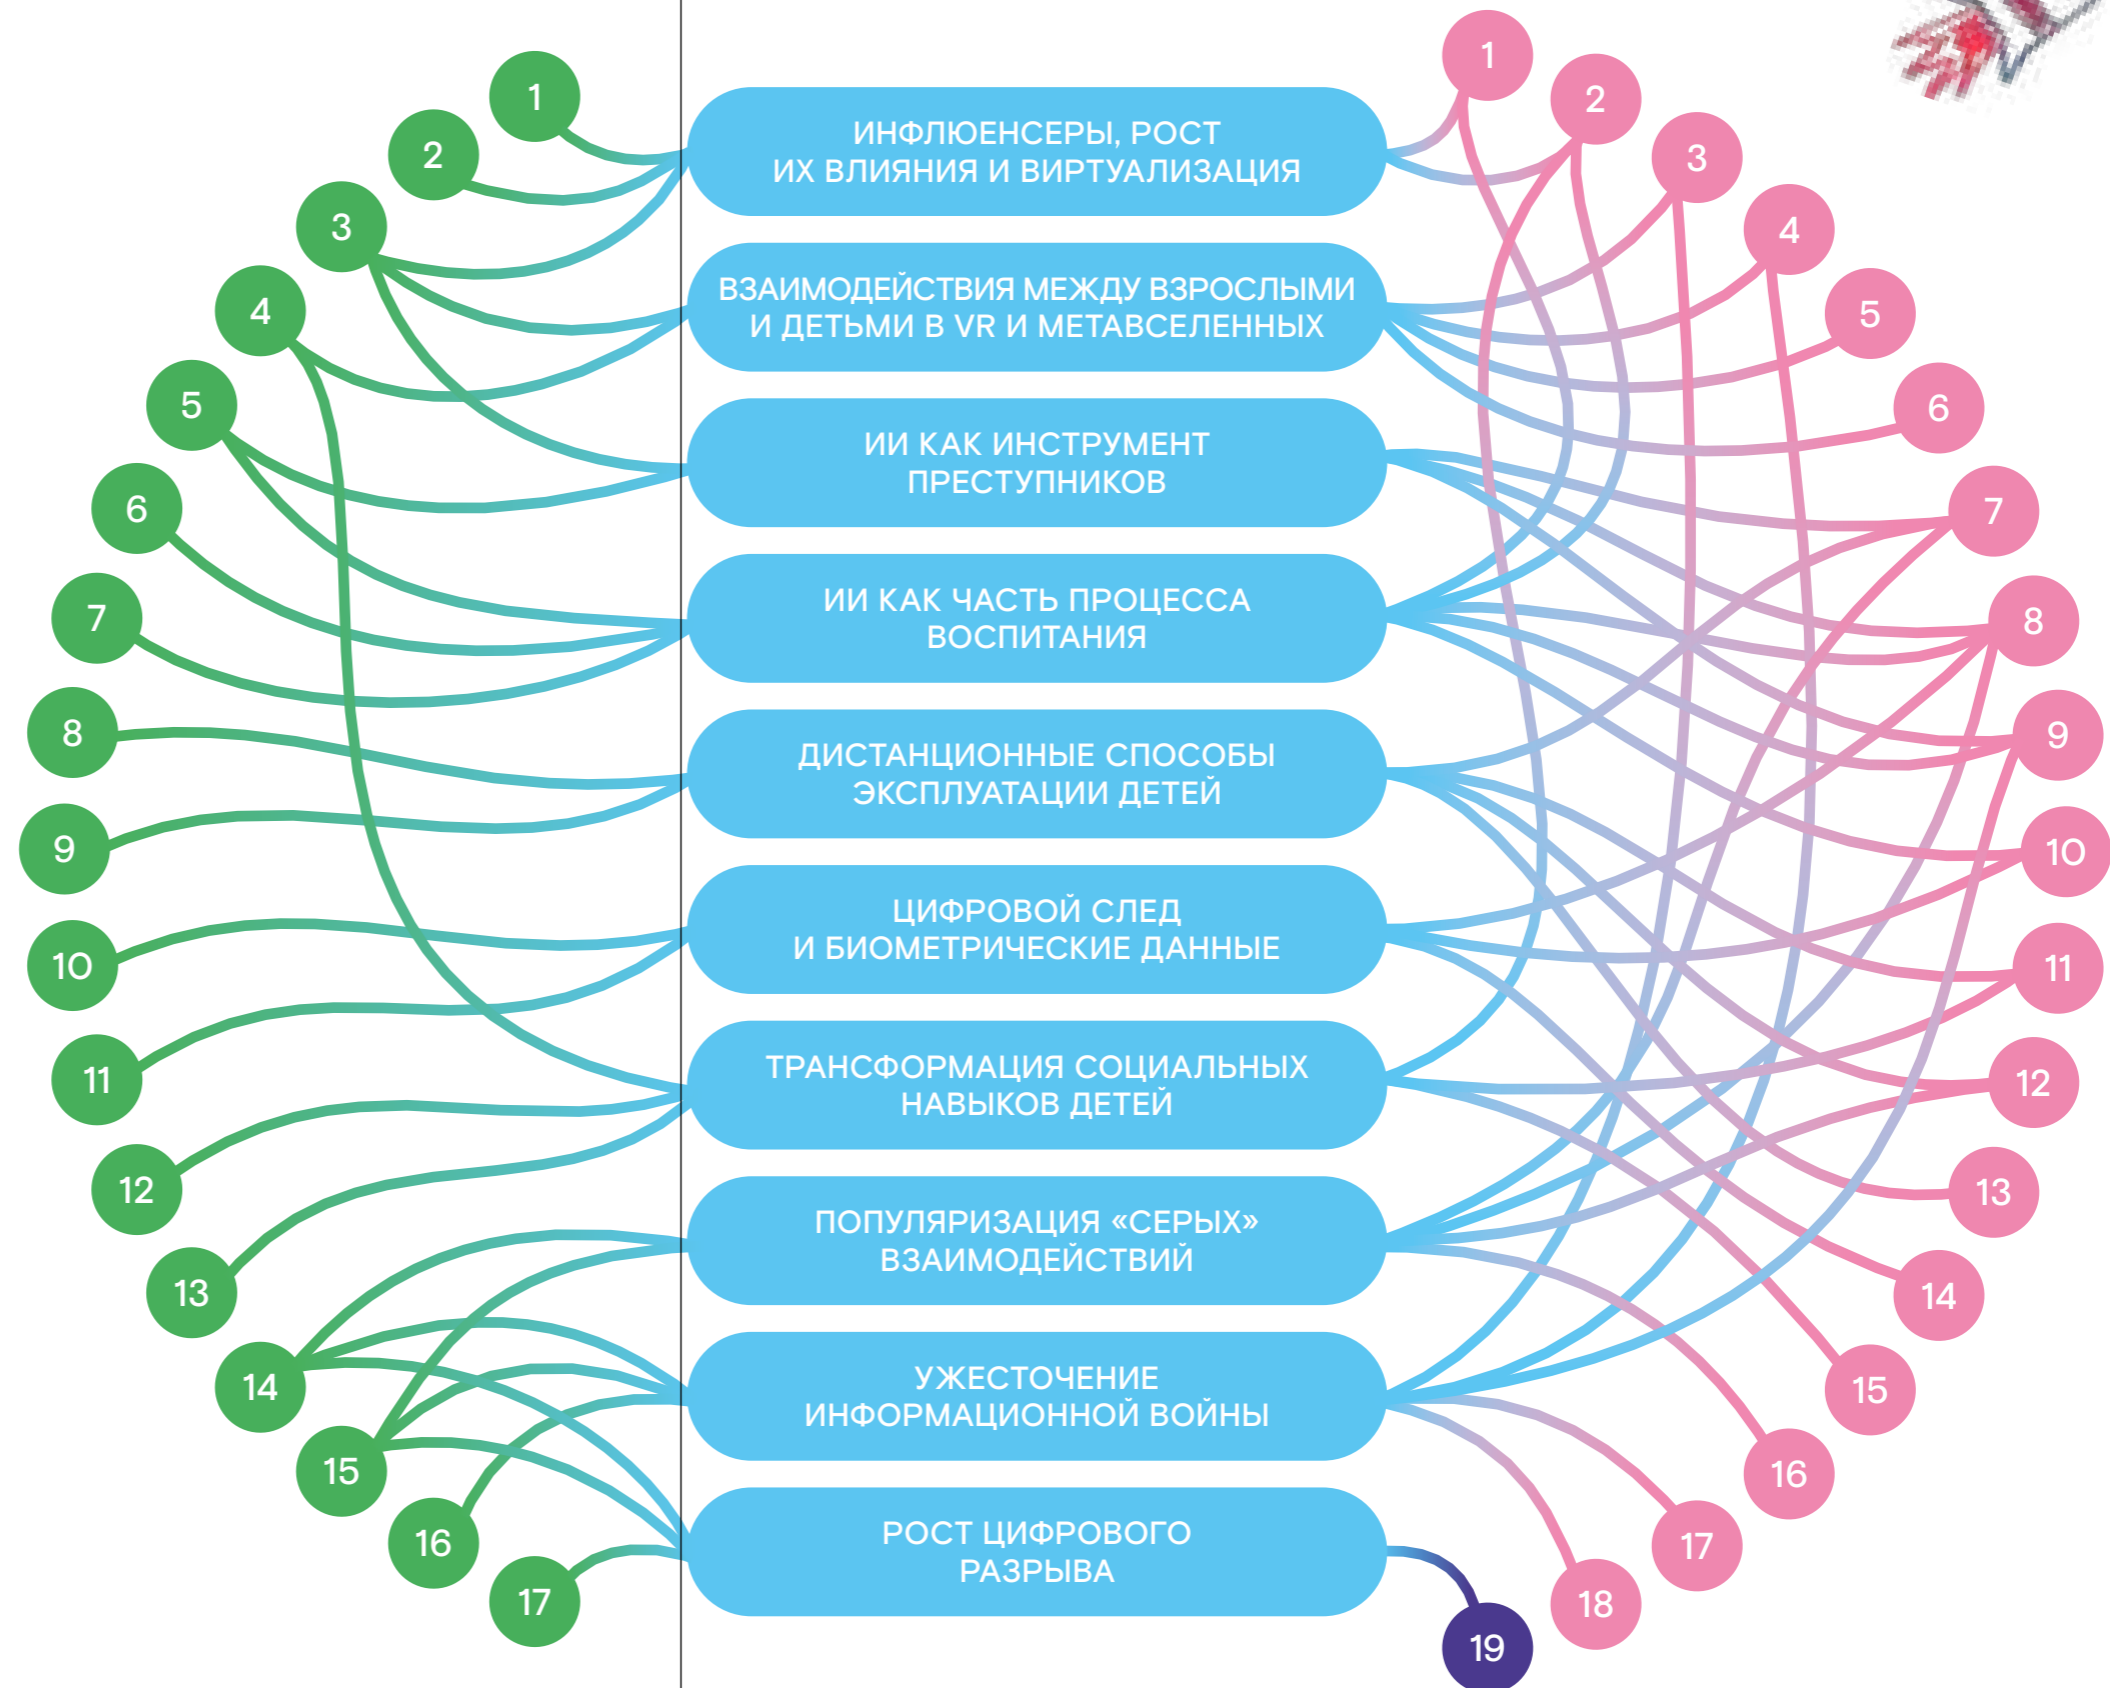 1
2
3
4
5
6
7
8
9
10
11
12
13
14
15
16
17
ИНФЛЮЕНСЕРЫ, РОСТ
ИХ ВЛИЯНИЯ И ВИРТУАЛИЗАЦИЯ
ВЗАИМОДЕЙСТВИЯ МЕЖДУ ВЗРОСЛЫМИ
И ДЕТЬМИ В VR И МЕТАВСЕЛЕННЫХ
ИИ КАК ИНСТРУМЕНТ
ПРЕСТУПНИКОВ
ИИ КАК ЧАСТЬ ПРОЦЕССА
ВОСПИТАНИЯ
ДИСТАНЦИОННЫЕ СПОСОБЫ
ЭКСПЛУАТАЦИИ ДЕТЕЙ
ЦИФРОВОЙ СЛЕД
И БИОМЕТРИЧЕСКИЕ ДАННЫЕ
ТРАНСФОРМАЦИЯ СОЦИАЛЬНЫХ
НАВЫКОВ ДЕТЕЙ
ПОПУЛЯРИЗАЦИЯ «СЕРЫХ»
ВЗАИМОДЕЙСТВИЙ
УЖЕСТОЧЕНИЕ
ИНФОРМАЦИОННОЙ ВОЙНЫ
РОСТ ЦИФРОВОГО
РАЗРЫВА
1
2
3
4
5
6
7
8
9
10
11
12
13
14
15
16
17
18
19